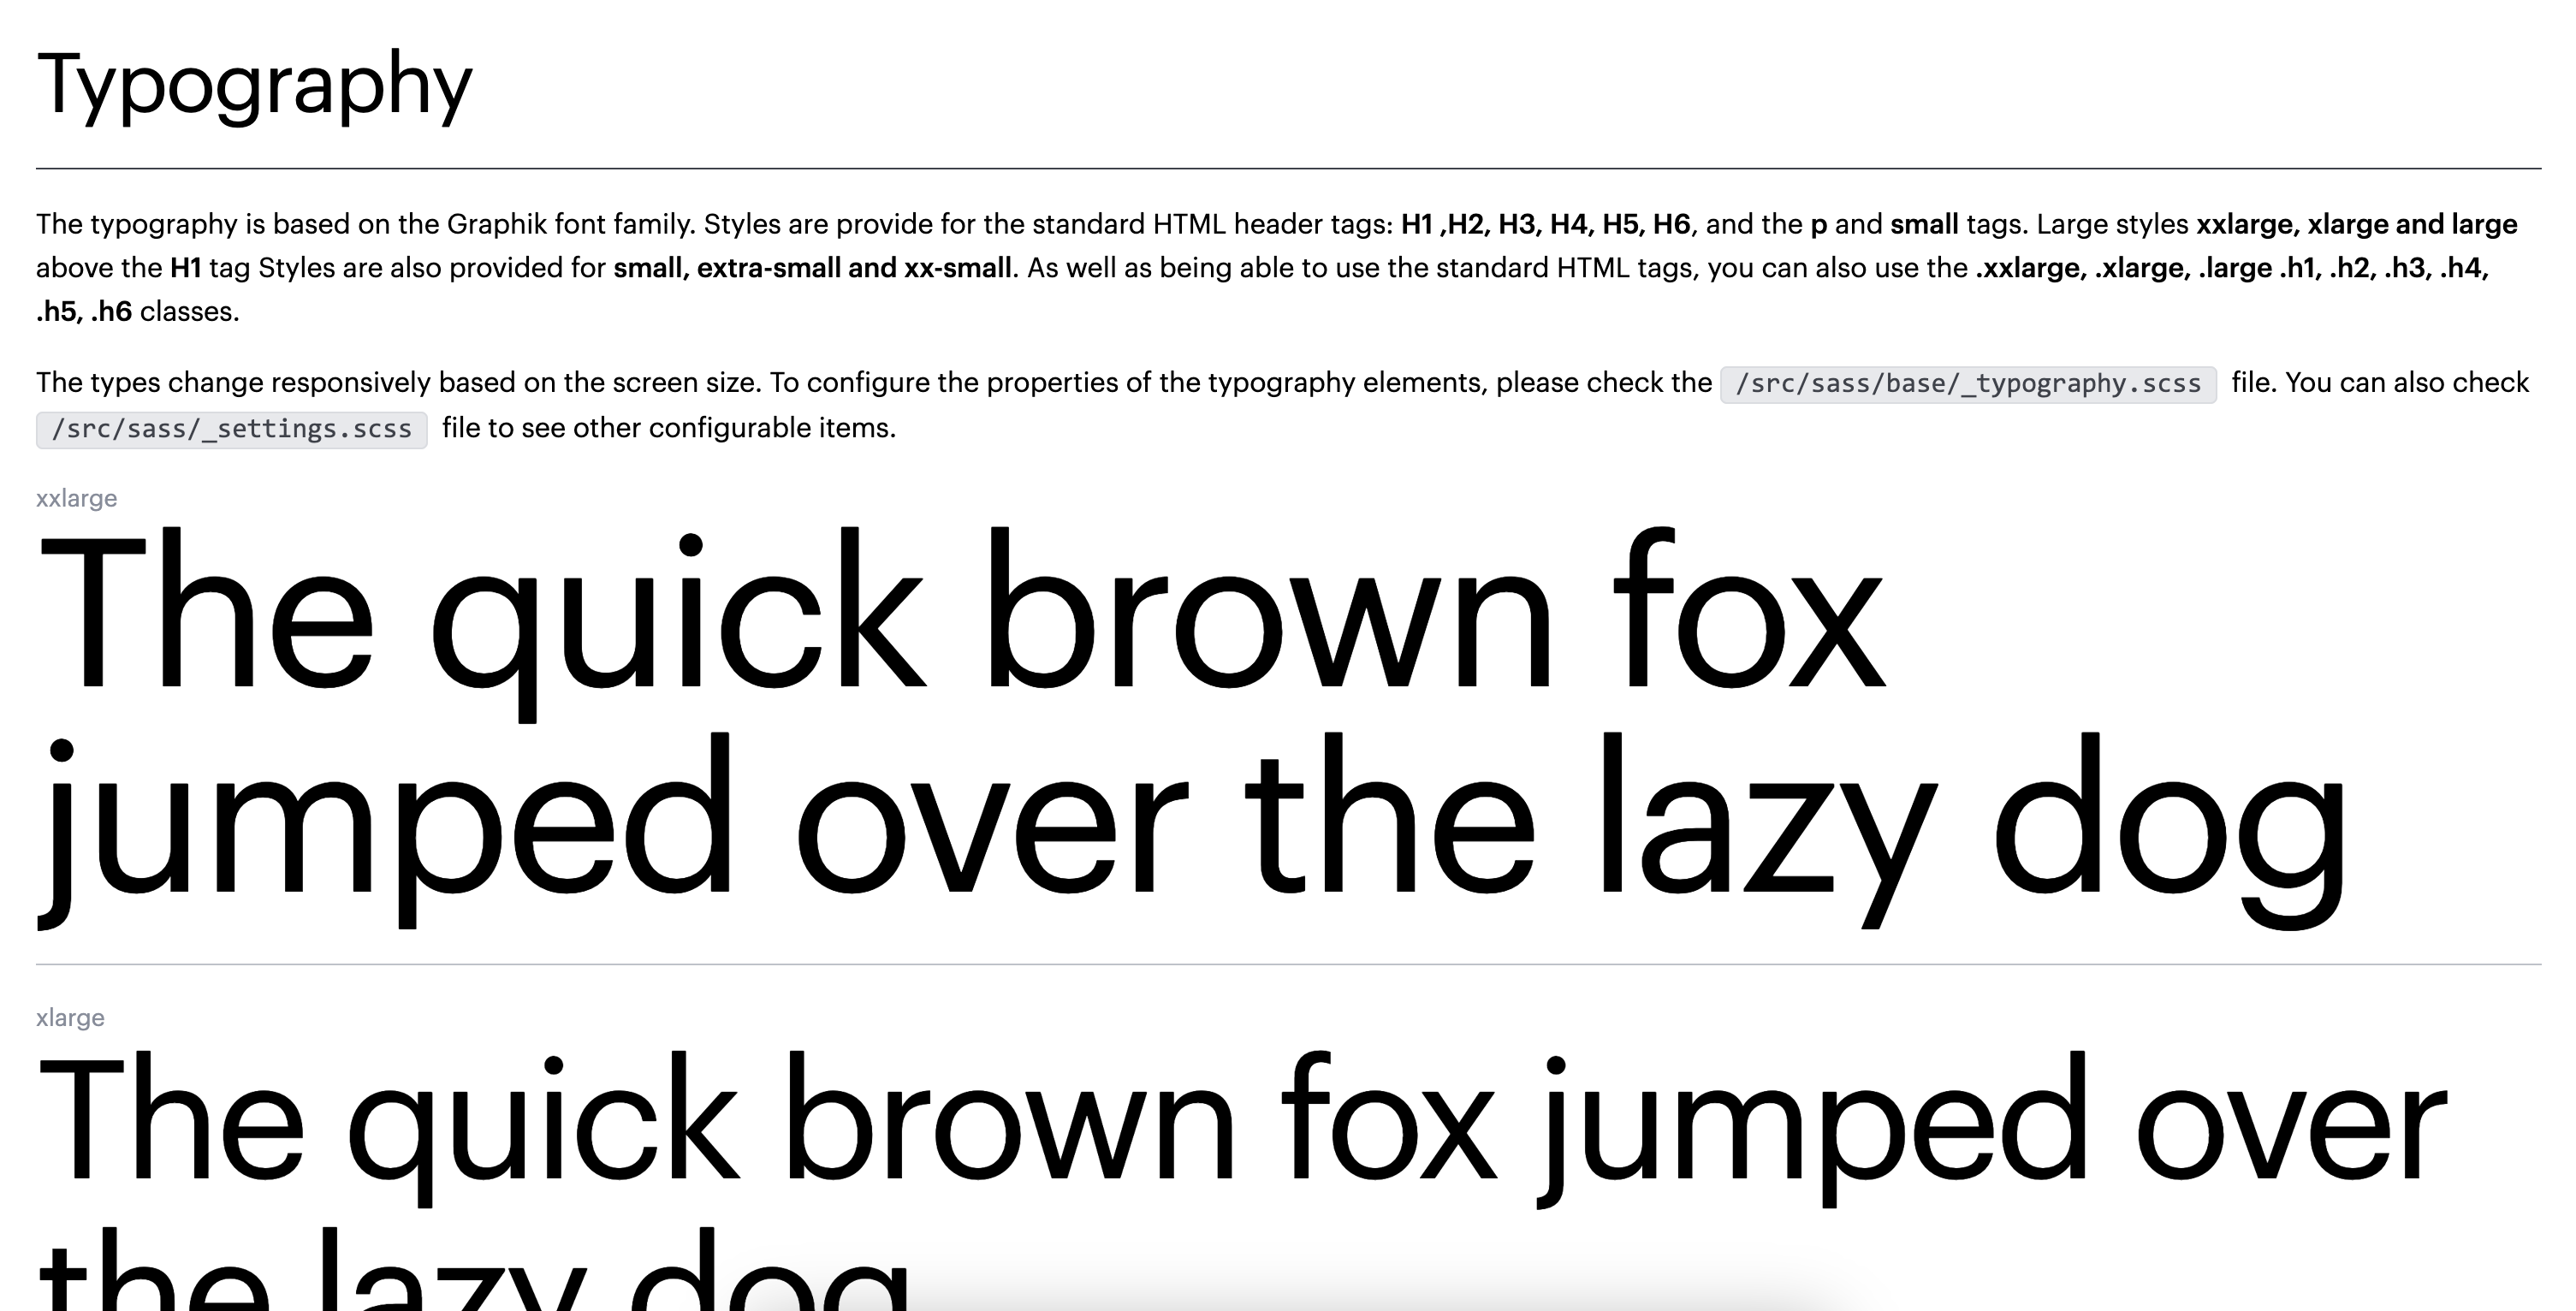 Typography
The typography is based on the Graphik font family. Styles are provide for the standard HTML header tags: H1 ,H2, H3, H4, H5, H6, and the p and small tags. Large styles xxlarge, xlarge and large
above the H1 tag Styles are also provided for small, extra-small and xx-small. As well as being able to use the standard HTML tags, you can also use the .xxlarge, .xlarge, .large .h1, .h2, .h3, .h4,
.h5, .h6 classes.
The types change responsively based on the screen size. To configure the properties of the typography elements, please check the /src/sass/base/_typography.scss file. You can also check
/src/sass/_settings.scss file to see other configurable items.
xxlarge
The quick brown fox
jumped over the lazy dog
xlarge
The quick brown fox jumped over
the lazy dog